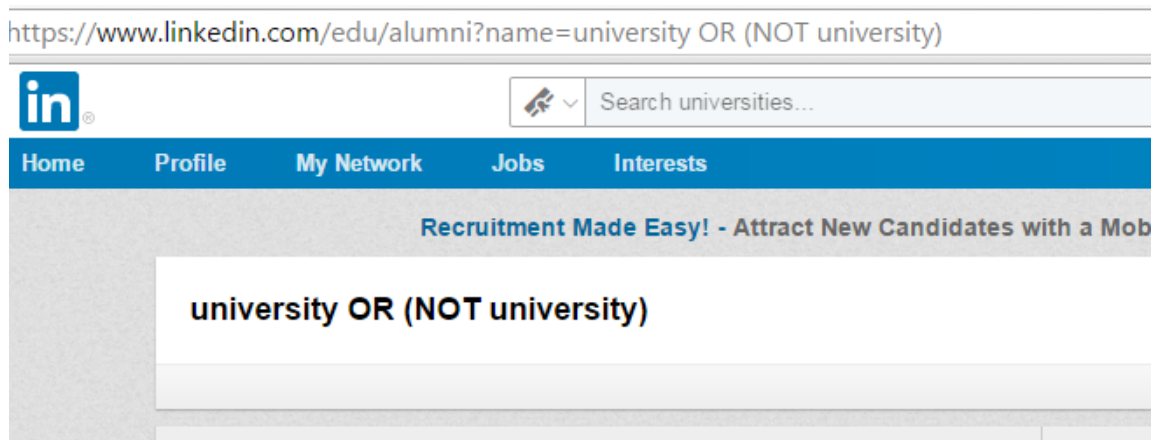 https://www.linkedin.com/edu/alumni?name=university OR (NOT university)
in®
Search universities...
Home Profile My Network Jobs Interests
Recruitment Made Easy! - Attract New Candidates with a Mob
university OR (NOT university)